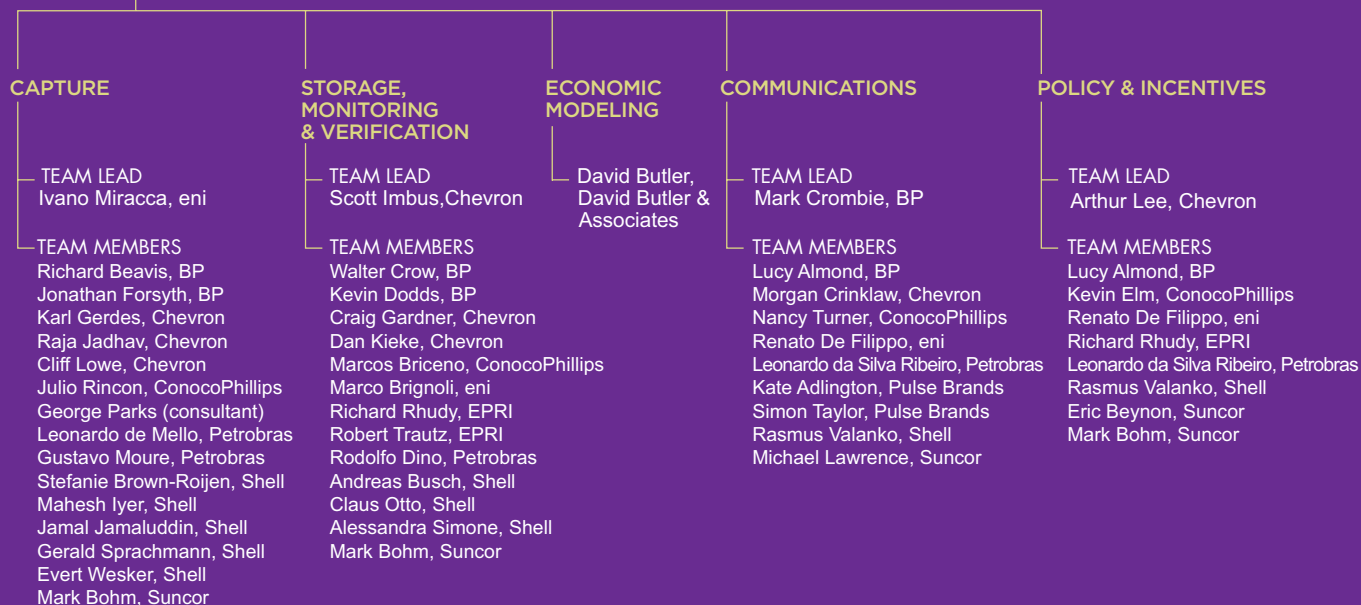 CAPTURE
TEAM LEAD
Ivano Miracca, eni
TEAM MEMBERS
Richard Beavis, BP
Jonathan Forsyth, BP
Karl Gerdes, Chevron
Raja Jadhav, Chevron
Cliff Lowe, Chevron
Julio Rincon, ConocoPhillips
George Parks (consultant)
Leonardo de Mello, Petrobras
Gustavo Moure, Petrobras
Stefanie Brown-Roijen, Shell
Mahesh Iyer, Shell
Jamal Jamaluddin, Shell
Gerald Sprachmann, Shell
Evert Wesker, Shell
Mark Bohm, Suncor
STORAGE,
MONITORING
& VERIFICATION
TEAM LEAD
Scott Imbus,Chevron
TEAM MEMBERS
Walter Crow, BP
Kevin Dodds, BP
Craig Gardner, Chevron
Dan Kieke, Chevron
Marcos Briceno, ConocoPhillips
Marco Brignoli, eni
Richard Rhudy, EPRI
Robert Trautz, EPRI
Rodolfo Dino, Petrobras
Andreas Busch, Shell
Claus Otto, Shell
Alessandra Simone, Shell
Mark Bohm, Suncor
ECONOMIC
MODELING
David Butler,
David Butler &
Associates
COMMUNICATIONS
TEAM LEAD
Mark Crombie, BP
TEAM MEMBERS
Lucy Almond, BP
Morgan Crinklaw, Chevron
Nancy Turner, ConocoPhillips
Renato De Filippo, eni
Leonardo da Silva Ribeiro, Petrobras
Kate Adlington, Pulse Brands
Simon Taylor, Pulse Brands
Rasmus Valanko, Shell
Michael Lawrence, Suncor
POLICY & INCENTIVES
TEAM LEAD
Arthur Lee, Chevron
TEAM MEMBERS
Lucy Almond, BP
Kevin Elm, ConocoPhillips
Renato De Filippo, eni
Richard Rhudy, EPRI
Leonardo da Silva Ribeiro, Petrobras
Rasmus Valanko, Shell
Eric Beynon, Suncor
Mark Bohm, Suncor